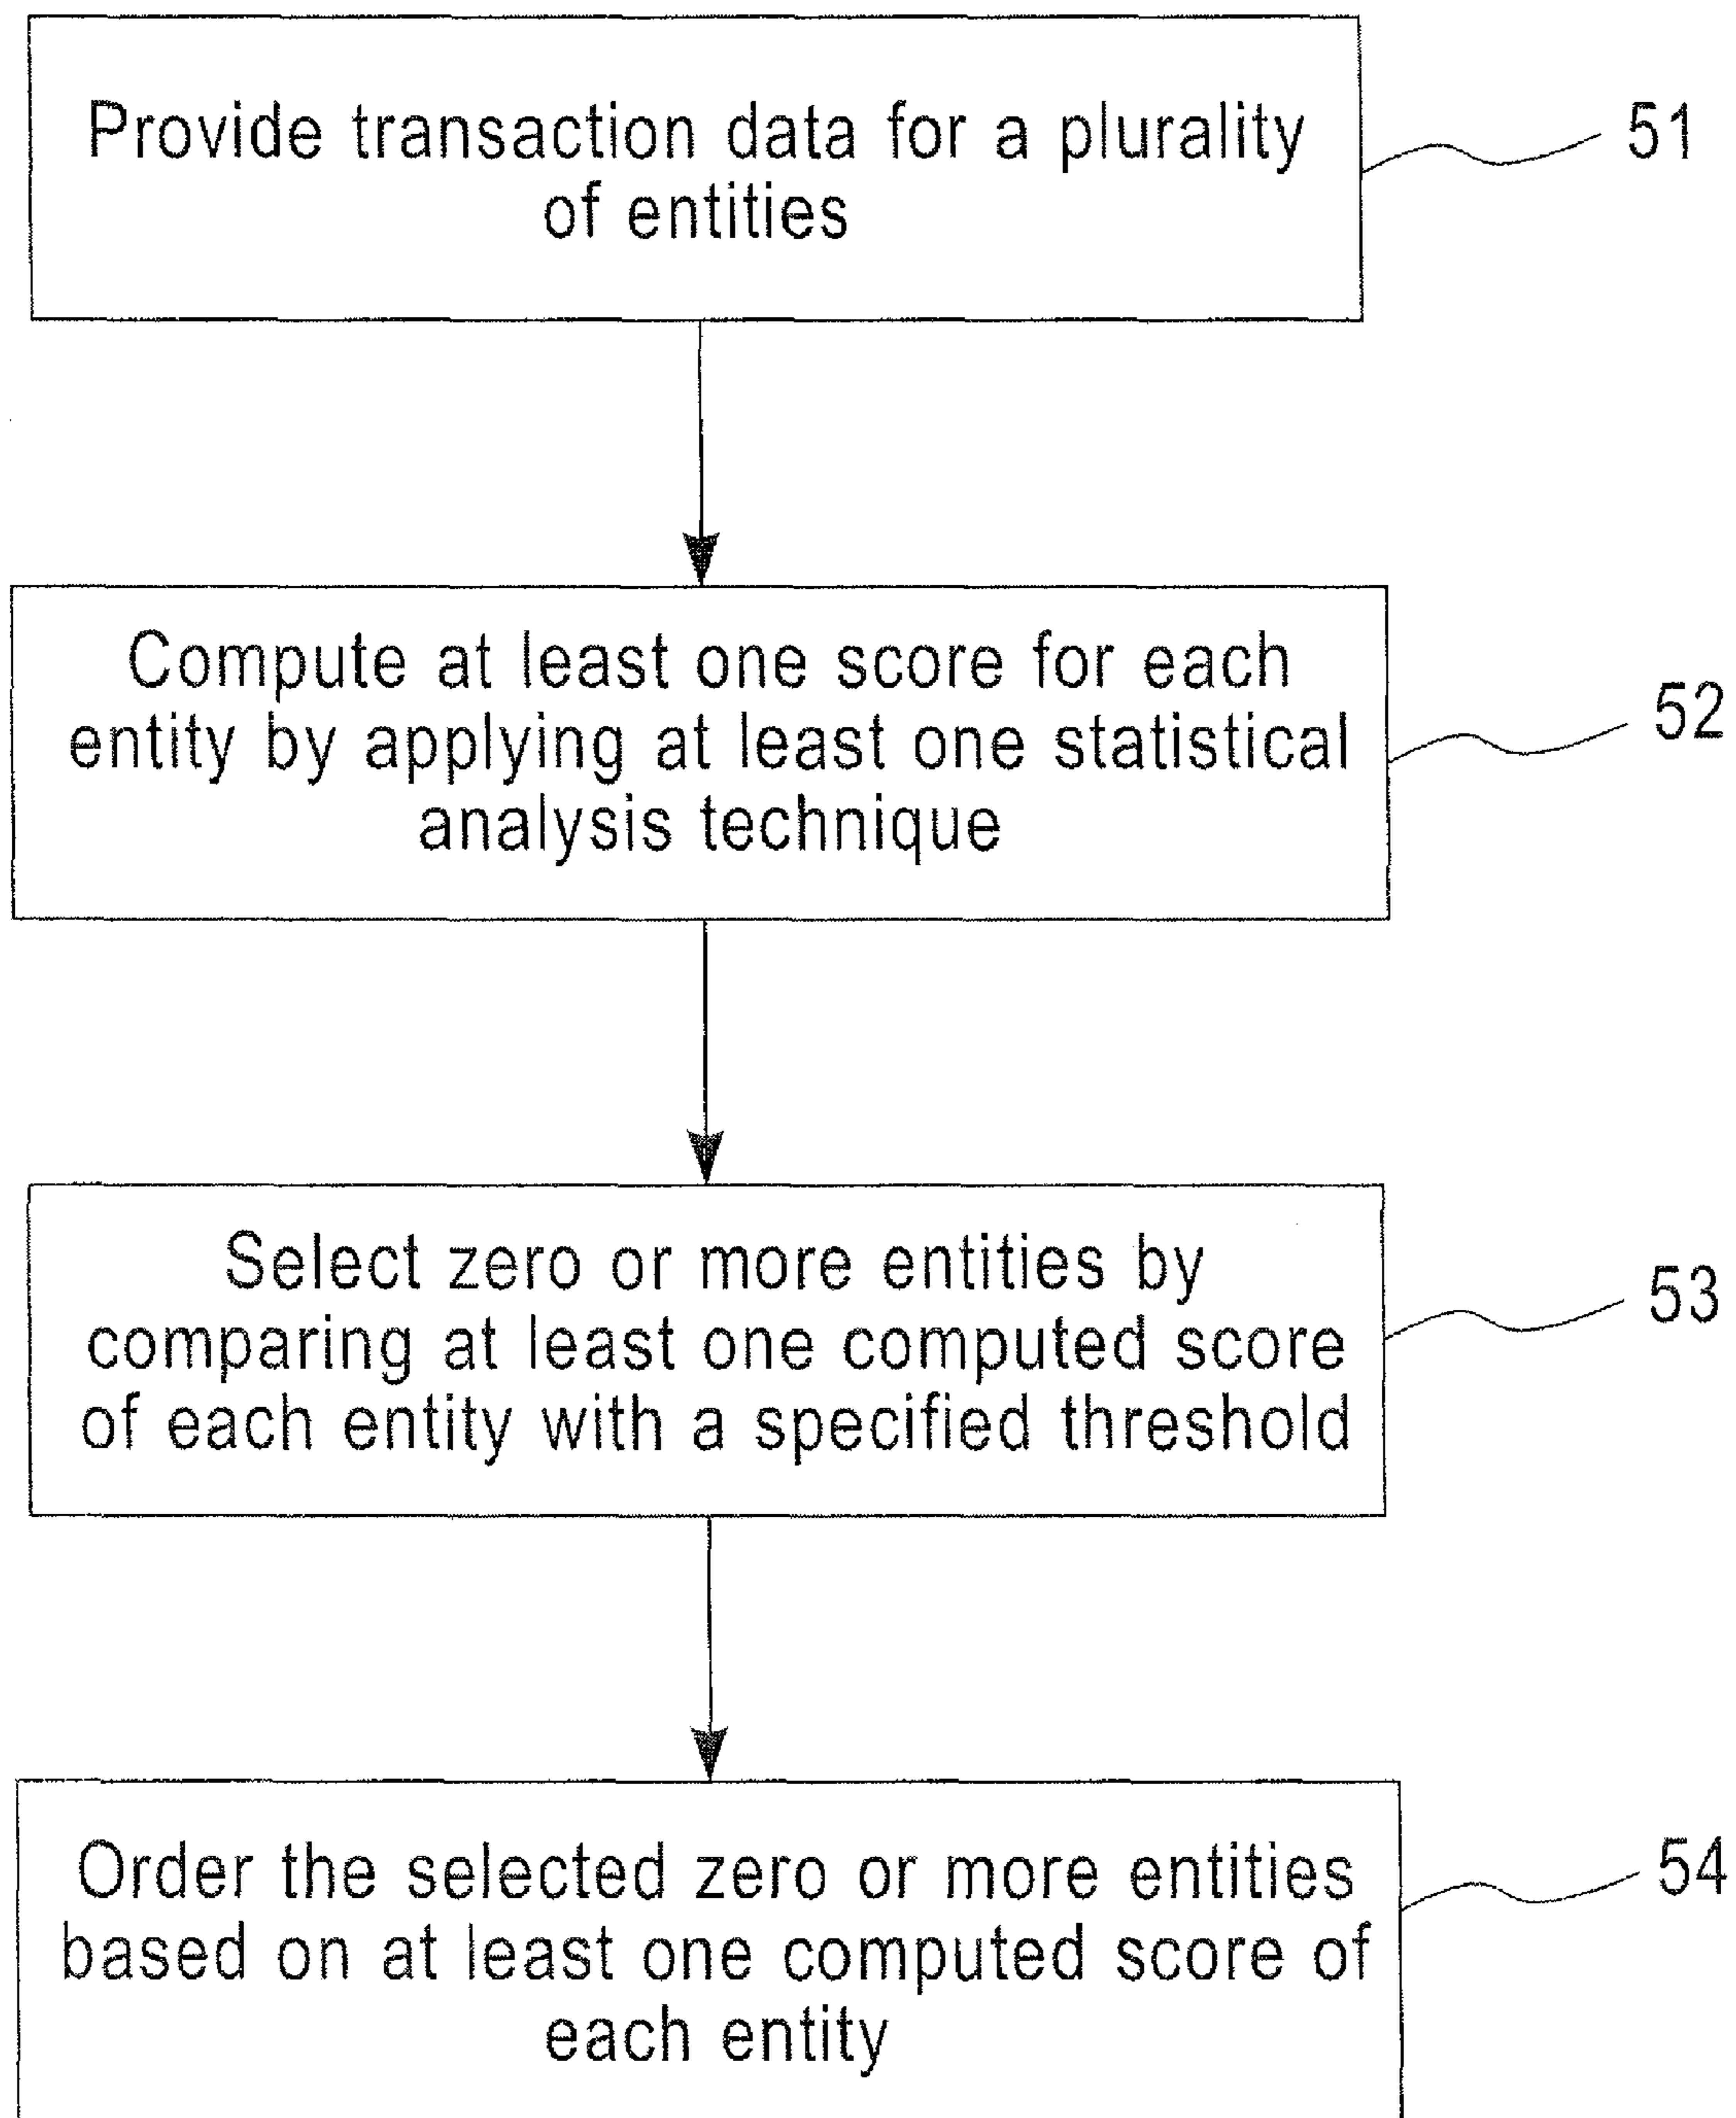 Provide transaction data for a plurality
of entities
51
Compute at least one score for each
entity by applying at least one statistical
analysis technique
52
Select zero or more entities by
comparing at least one computed score
of each entity with a specified threshold
53
Order the selected zero or more entities
based on at least one computed score of
each entity
54